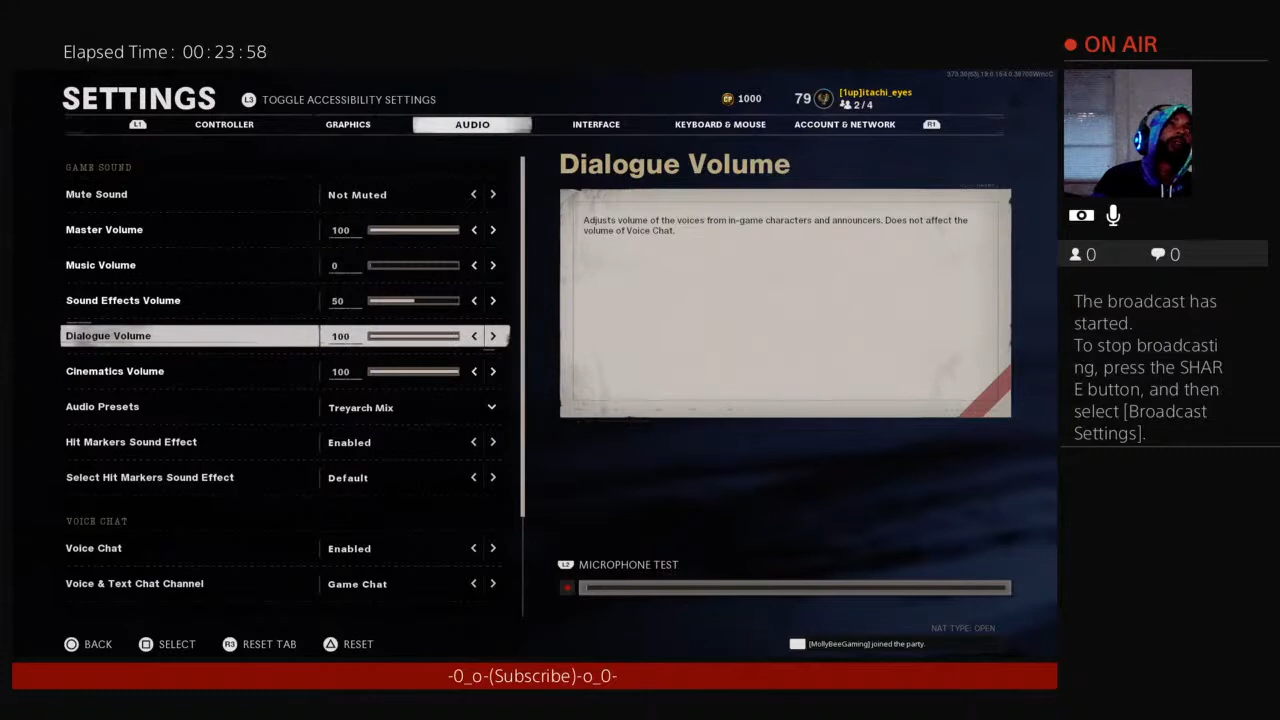 Elapsed Time: 00:23:58
ON AIR
SETTINGS
L3 TOGGLE ACCESSIBILITY SETTINGS
CP 1000
79
[1up]itachi_eyes
2 / 4
L1 CONTROLLER GRAPHICS AUDIO INTERFACE KEYBOARD & MOUSE ACCOUNT & NETWORK R1
GAME SOUND
Mute Sound Not Muted
Master Volume 100
Music Volume 0
Sound Effects Volume 50
Dialogue Volume 100
Cinematics Volume 100
Audio Presets Treyarch Mix
Hit Markers Sound Effect Enabled
Select Hit Markers Sound Effect Default
VOICE CHAT
Voice Chat Enabled
Voice & Text Chat Channel Game Chat
Dialogue Volume
Adjusts volume of the voices from in-game characters and announcers. Does not affect the
volume of Voice Chat.
L2 MICROPHONE TEST
NAT TYPE: OPEN
[MollyBeeGaming] joined the party.
BACK SELECT R3 RESET TAB RESET
-0_o-(Subscribe)-o_0-
0 0
The broadcast has
started.
To stop broadcasti
ng, press the SHAR
E button, and then
select [Broadcast
Settings].